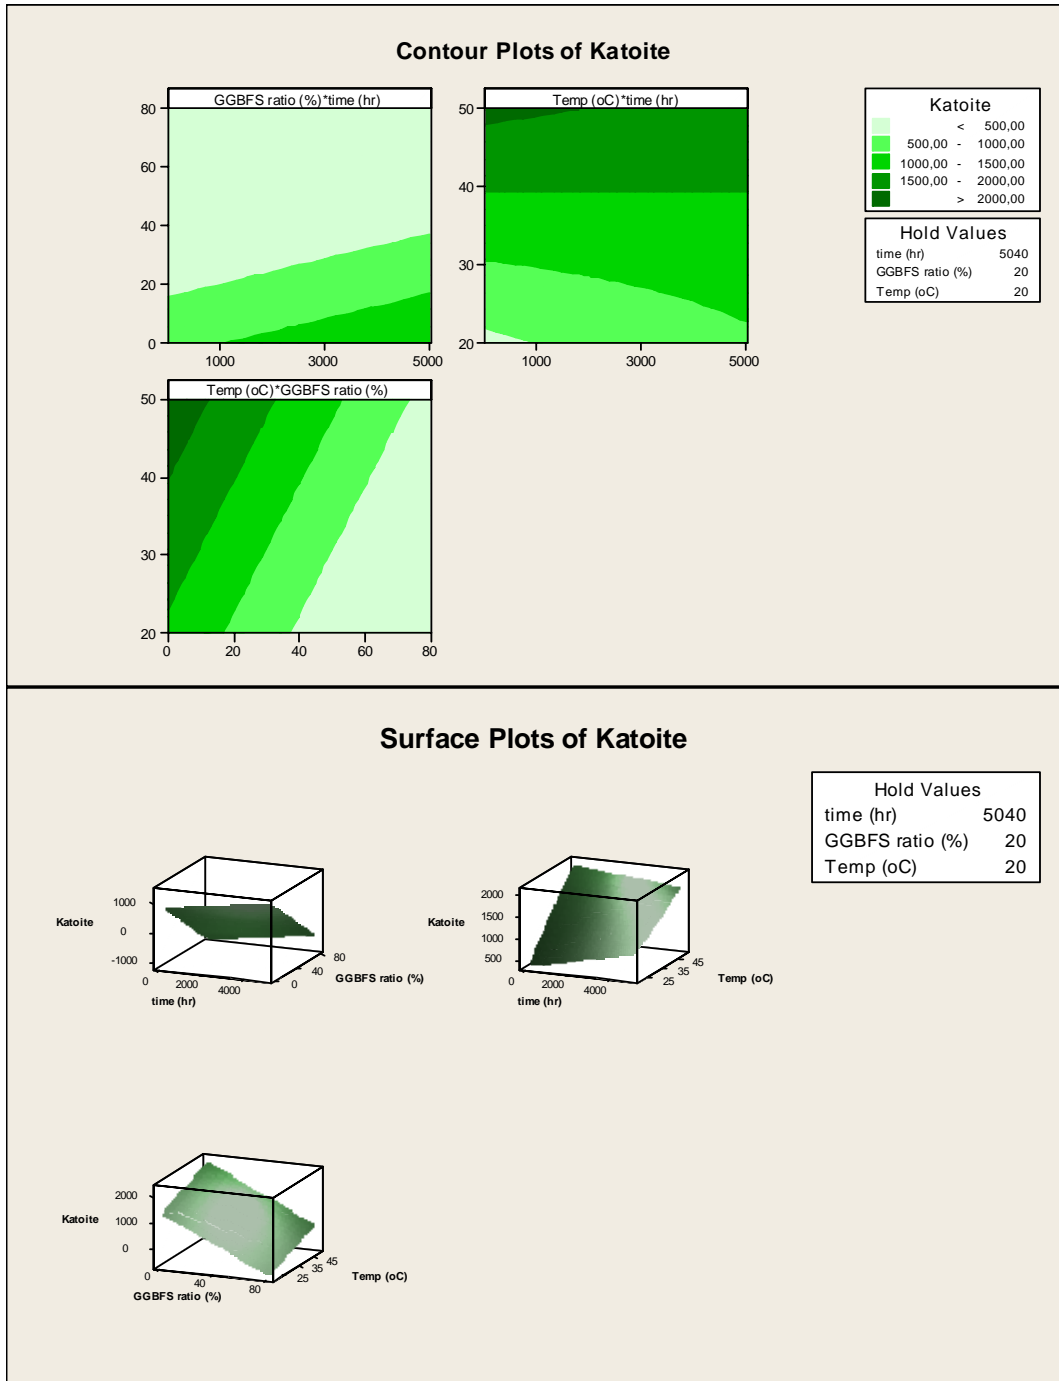 Contour Plots of Katoite
GGBFS ratio (%)*time (hr)
80
60
40
20
0
1000 3000 5000
Temp (oC)*time (hr)
50
40
30
20
1000 3000 5000
Katoite
< 500,00
500,00 - 1000,00
1000,00 - 1500,00
1500,00 - 2000,00
> 2000,00
Hold Values
time (hr) 5040
GGBFS ratio (%) 20
Temp (oC) 20
Temp (oC)*GGBFS ratio (%)
50
40
30
20
0 20 40 60 80
Surface Plots of Katoite
Hold Values
time (hr) 5040
GGBFS ratio (%) 20
Temp (oC) 20
Katoite
1000
0
-1000
0 2000 4000
time (hr)
0 40 80
GGBFS ratio (%)
Katoite
2000
1500
1000
500
0 2000 4000
time (hr)
25 35 45
Temp (oC)
Katoite
2000
1000
0
0 40 80
GGBFS ratio (%)
25 35 45
Temp (oC)